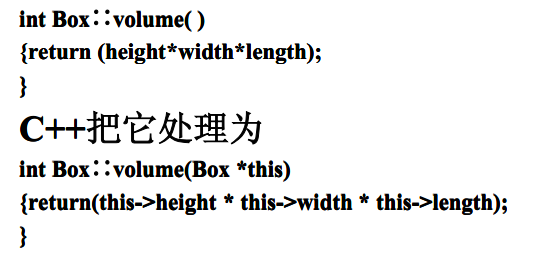 int Box∷volume( )
{return (height*width*length);
}
C++把它处理为
int Box∷volume(Box *this)
{return(this->height * this->width * this->length);
}